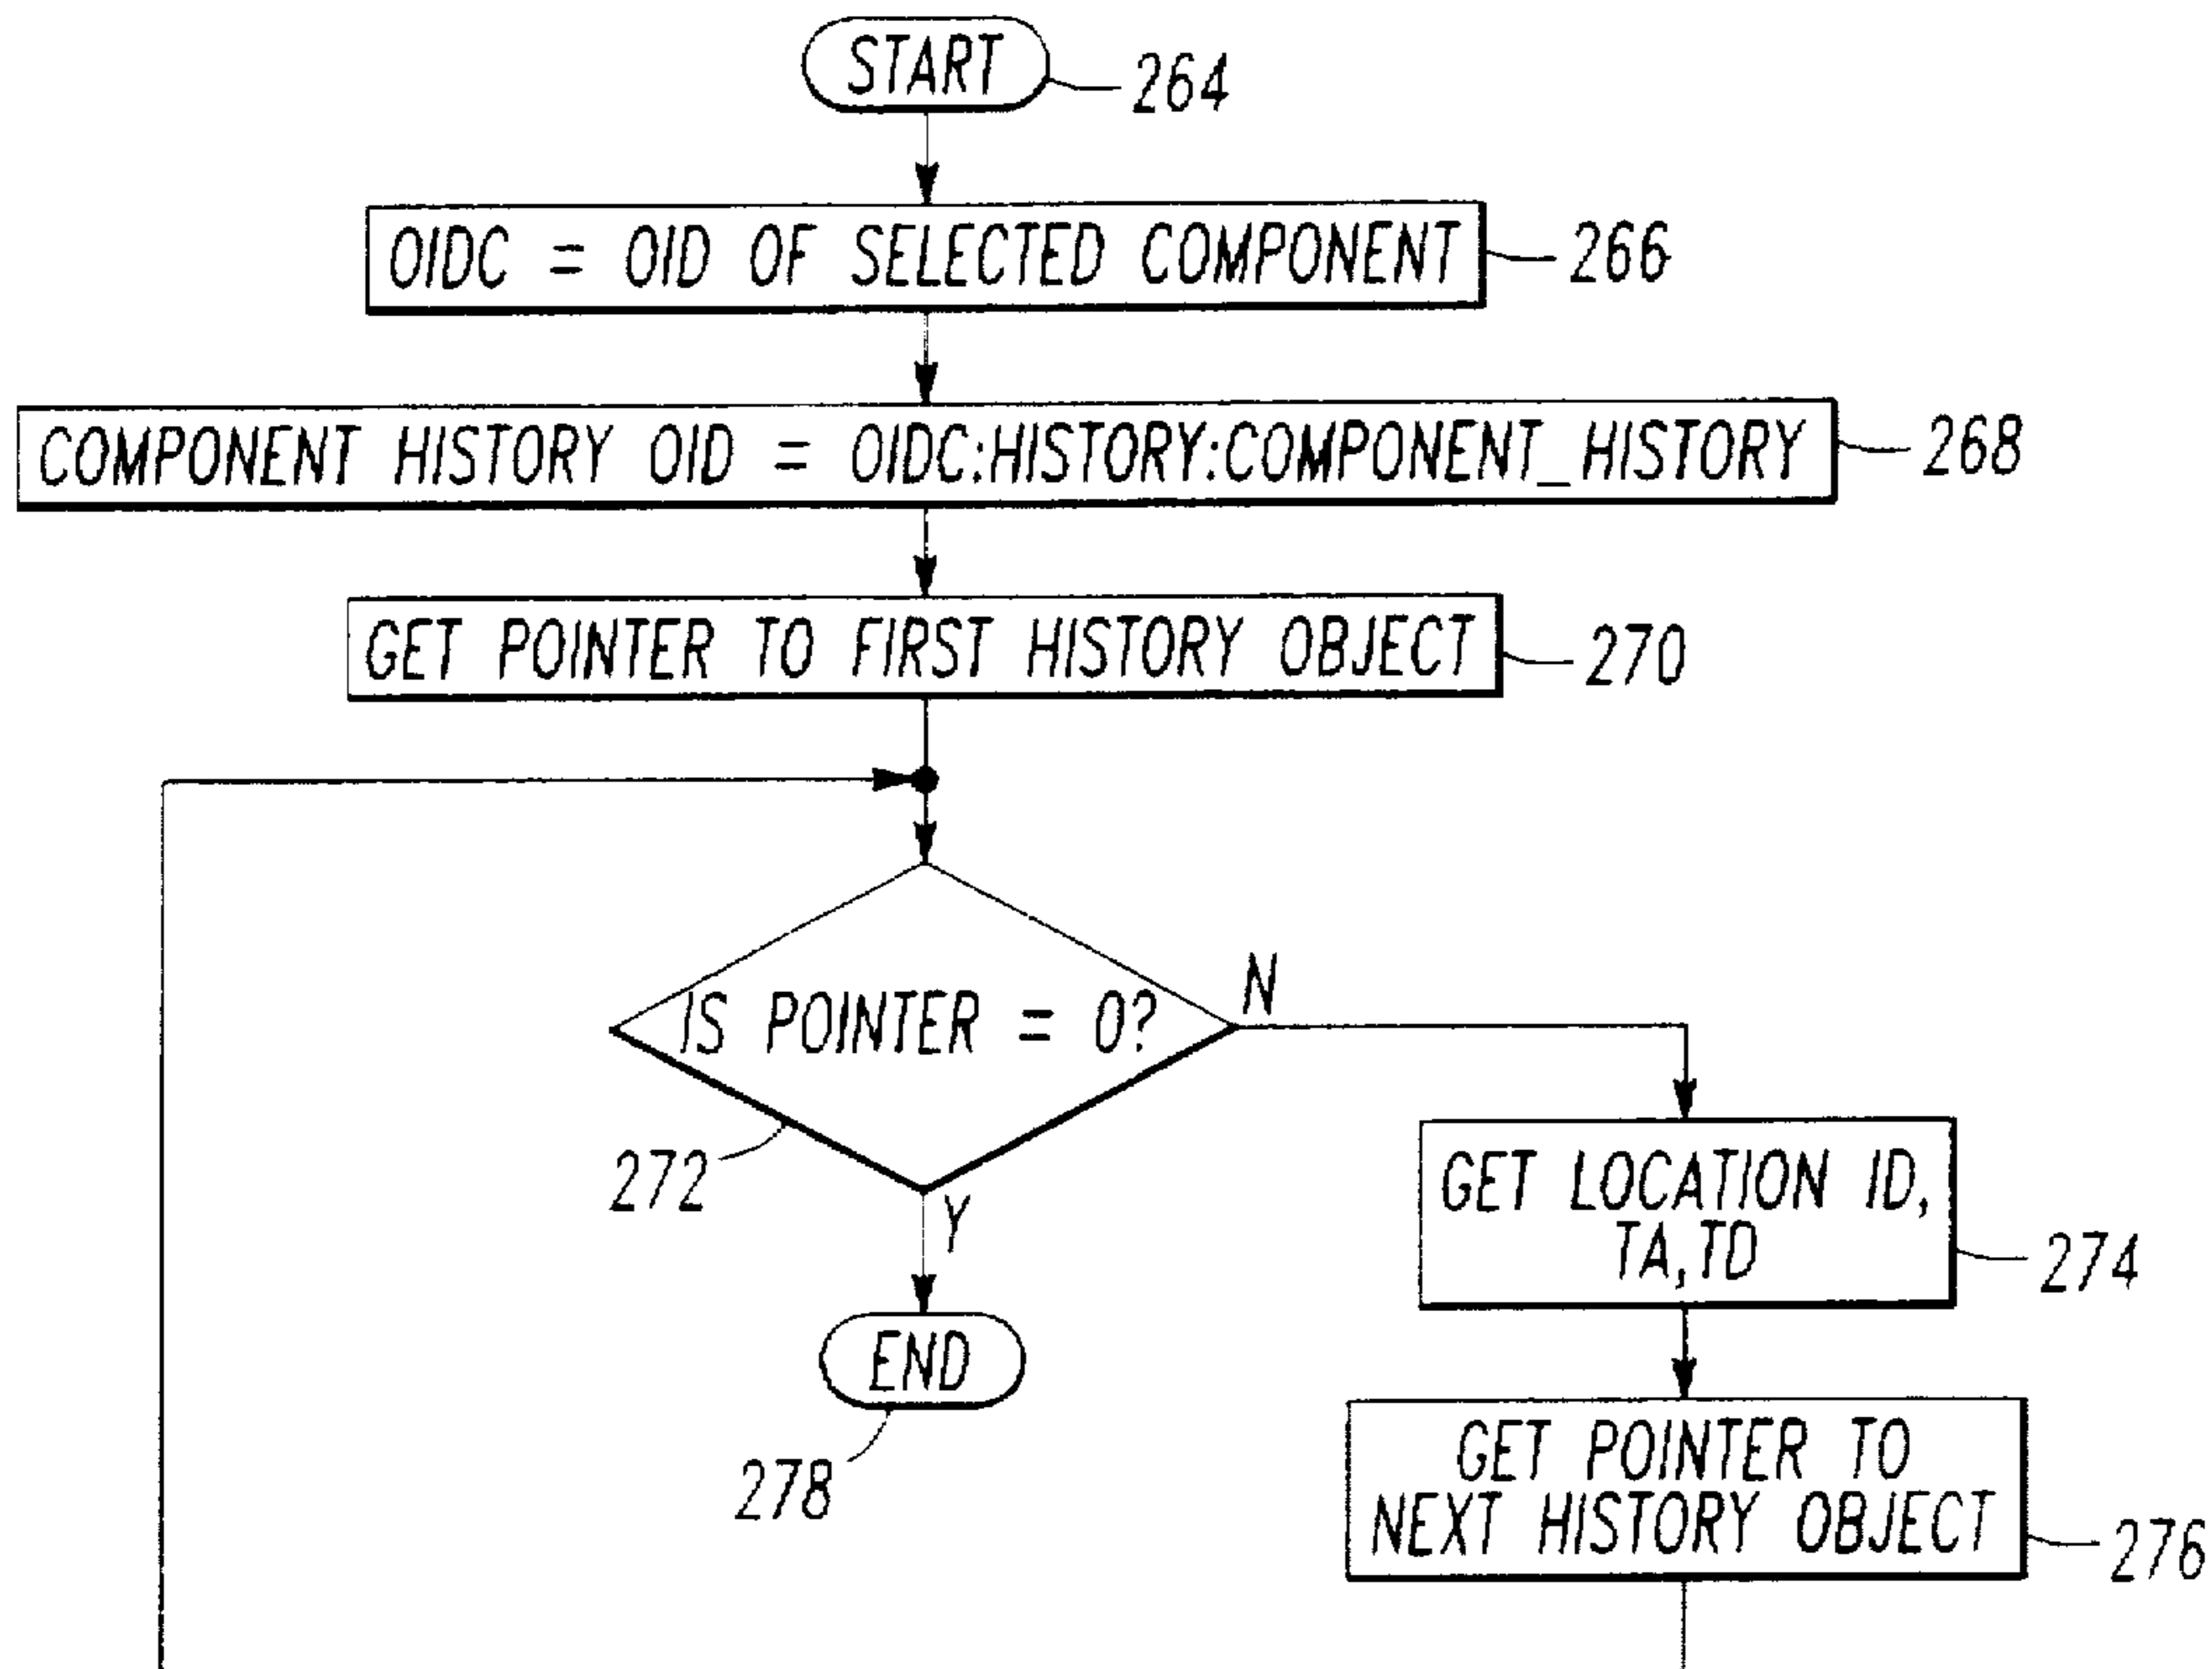 START
264
OIDC = OID OF SELECTED COMPONENT
266
COMPONENT HISTORY OID = OIDC:HISTORY:COMPONENT_HISTORY
268
GET POINTER TO FIRST HISTORY OBJECT
270
IS POINTER = 0?
N
272
Y
GET LOCATION ID,
TA,TD
274
END
278
GET POINTER TO
NEXT HISTORY OBJECT
276